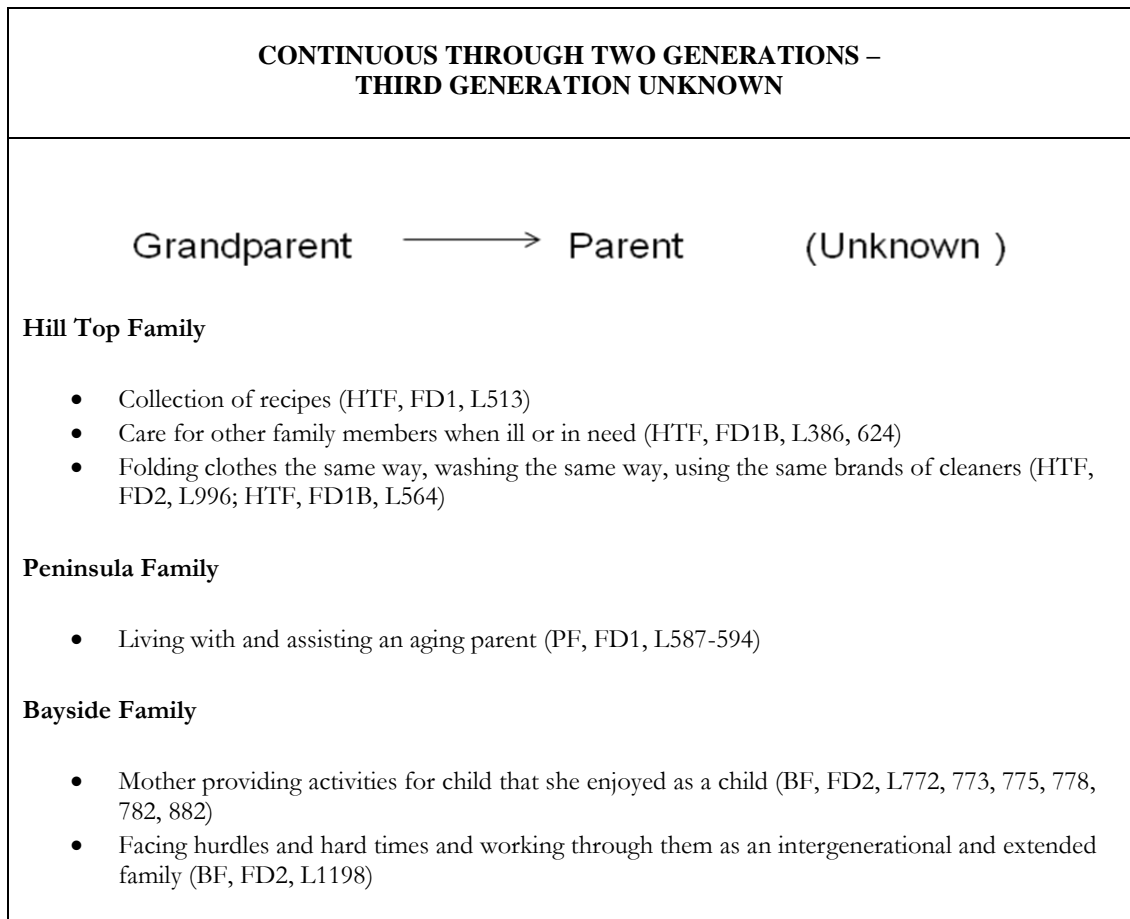 CONTINUOUS THROUGH TWO GENERATIONS –
THIRD GENERATION UNKNOWN
Grandparent ⟶ Parent (Unknown )
Hill Top Family
• Collection of recipes (HTF, FD1, L513)
• Care for other family members when ill or in need (HTF, FD1B, L386, 624)
• Folding clothes the same way, washing the same way, using the same brands of cleaners (HTF,
FD2, L996; HTF, FD1B, L564)
Peninsula Family
• Living with and assisting an aging parent (PF, FD1, L587-594)
Bayside Family
• Mother providing activities for child that she enjoyed as a child (BF, FD2, L772, 773, 775, 778,
782, 882)
• Facing hurdles and hard times and working through them as an intergenerational and extended
family (BF, FD2, L1198)